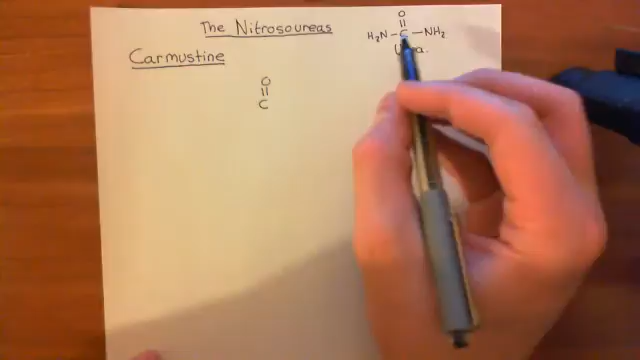 The Nitrosoureas
O
H₂N-C-NH₂
Carmustine
O
C